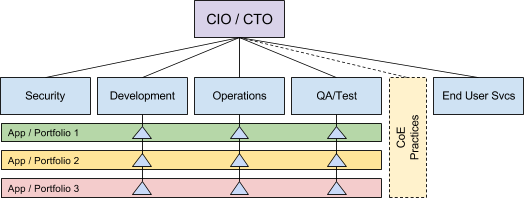 CIO / CTO
Security
Development
Operations
QA/Test
End User Svcs
CoE
Practices
App / Portfolio 1
App / Portfolio 2
App / Portfolio 3